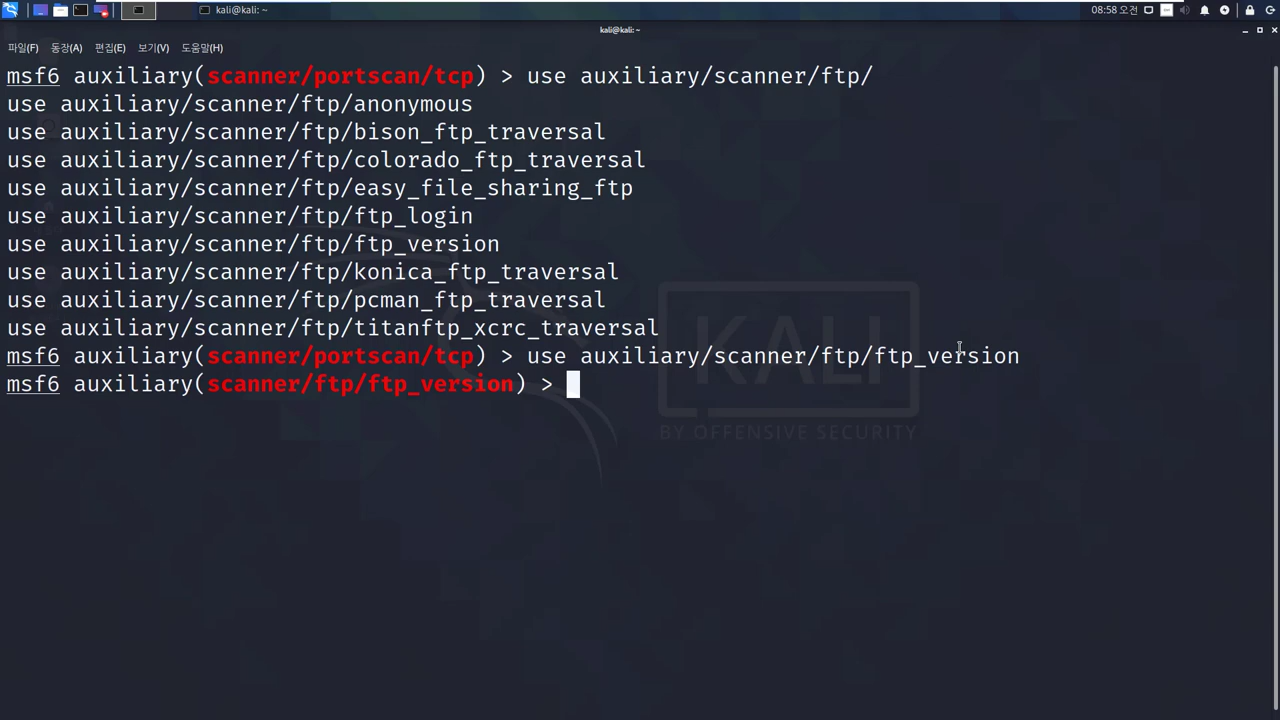 kali@kali: ~
08:58 오전
kali@kali: ~
파일(F) 동장(A) 편집(E) 보기(V) 도움말(H)
msf6 auxiliary(scanner/portscan/tcp) > use auxiliary/scanner/ftp/
use auxiliary/scanner/ftp/anonymous
use auxiliary/scanner/ftp/bison_ftp_traversal
use auxiliary/scanner/ftp/colorado_ftp_traversal
use auxiliary/scanner/ftp/easy_file_sharing_ftp
use auxiliary/scanner/ftp/ftp_login
use auxiliary/scanner/ftp/ftp_version
use auxiliary/scanner/ftp/konica_ftp_traversal
use auxiliary/scanner/ftp/pcman_ftp_traversal
use auxiliary/scanner/ftp/titanftp_xcrc_traversal
msf6 auxiliary(scanner/portscan/tcp) > use auxiliary/scanner/ftp/ftp_version
msf6 auxiliary(scanner/ftp/ftp_version) >
KALI
BY OFFENSIVE SECURITY